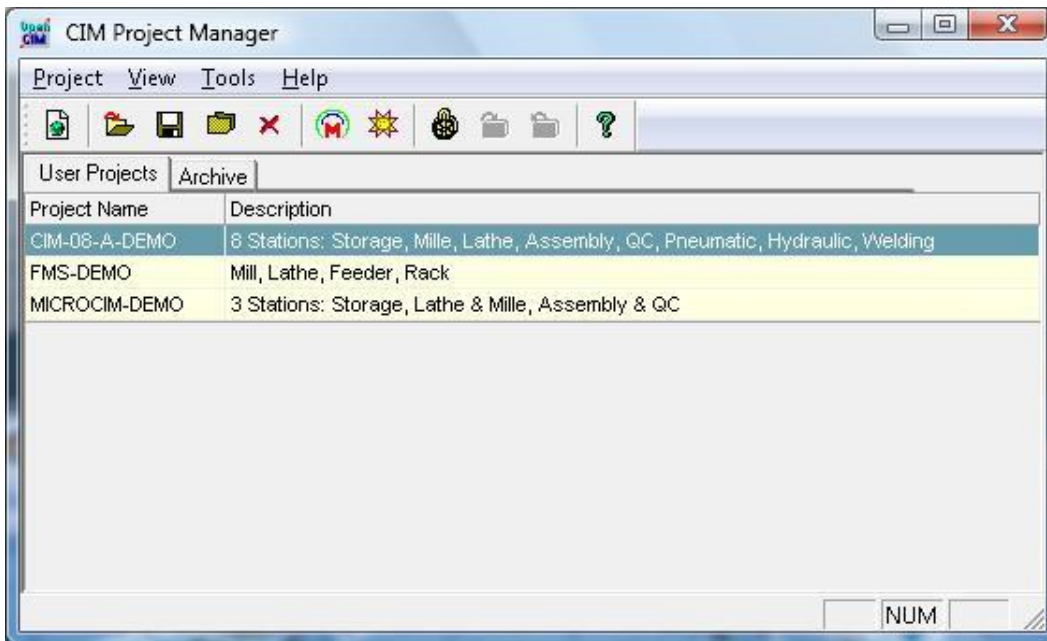 Open CIM
CIM Project Manager
Project View Tools Help
M
?
User Projects Archive
Project Name Description
CIM-08-A-DEMO 8 Stations: Storage, Mille, Lathe, Assembly, QC, Pneumatic, Hydraulic, Welding
FMS-DEMO Mill, Lathe, Feeder, Rack
MICROCIM-DEMO 3 Stations: Storage, Lathe & Mille, Assembly & QC
NUM